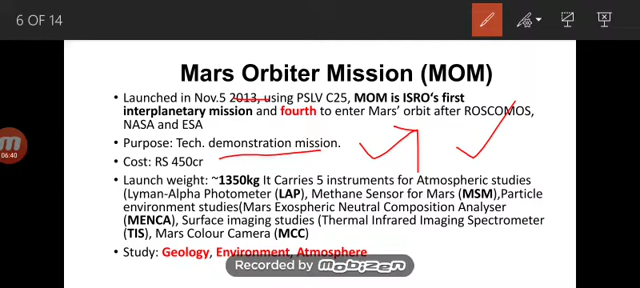 6 OF 14
Mars Orbiter Mission (MOM)
• Launched in Nov.5 2013, using PSLV C25, MOM is ISRO's first
interplanetary mission and fourth to enter Mars' orbit after ROSCOMOS,
NASA and ESA
• Purpose: Tech. demonstration mission.
• Cost: RS 450cr
• Launch weight: ~1350kg It Carries 5 instruments for Atmospheric studies
(Lyman-Alpha Photometer (LAP), Methane Sensor for Mars (MSM),Particle
environment studies(Mars Exospheric Neutral Composition Analyser
(MENCA), Surface imaging studies (Thermal Infrared Imaging Spectrometer
(TIS), Mars Colour Camera (MCC)
• Study: Geology, Environment, Atmosphere
m
06:40
Recorded by mobizen